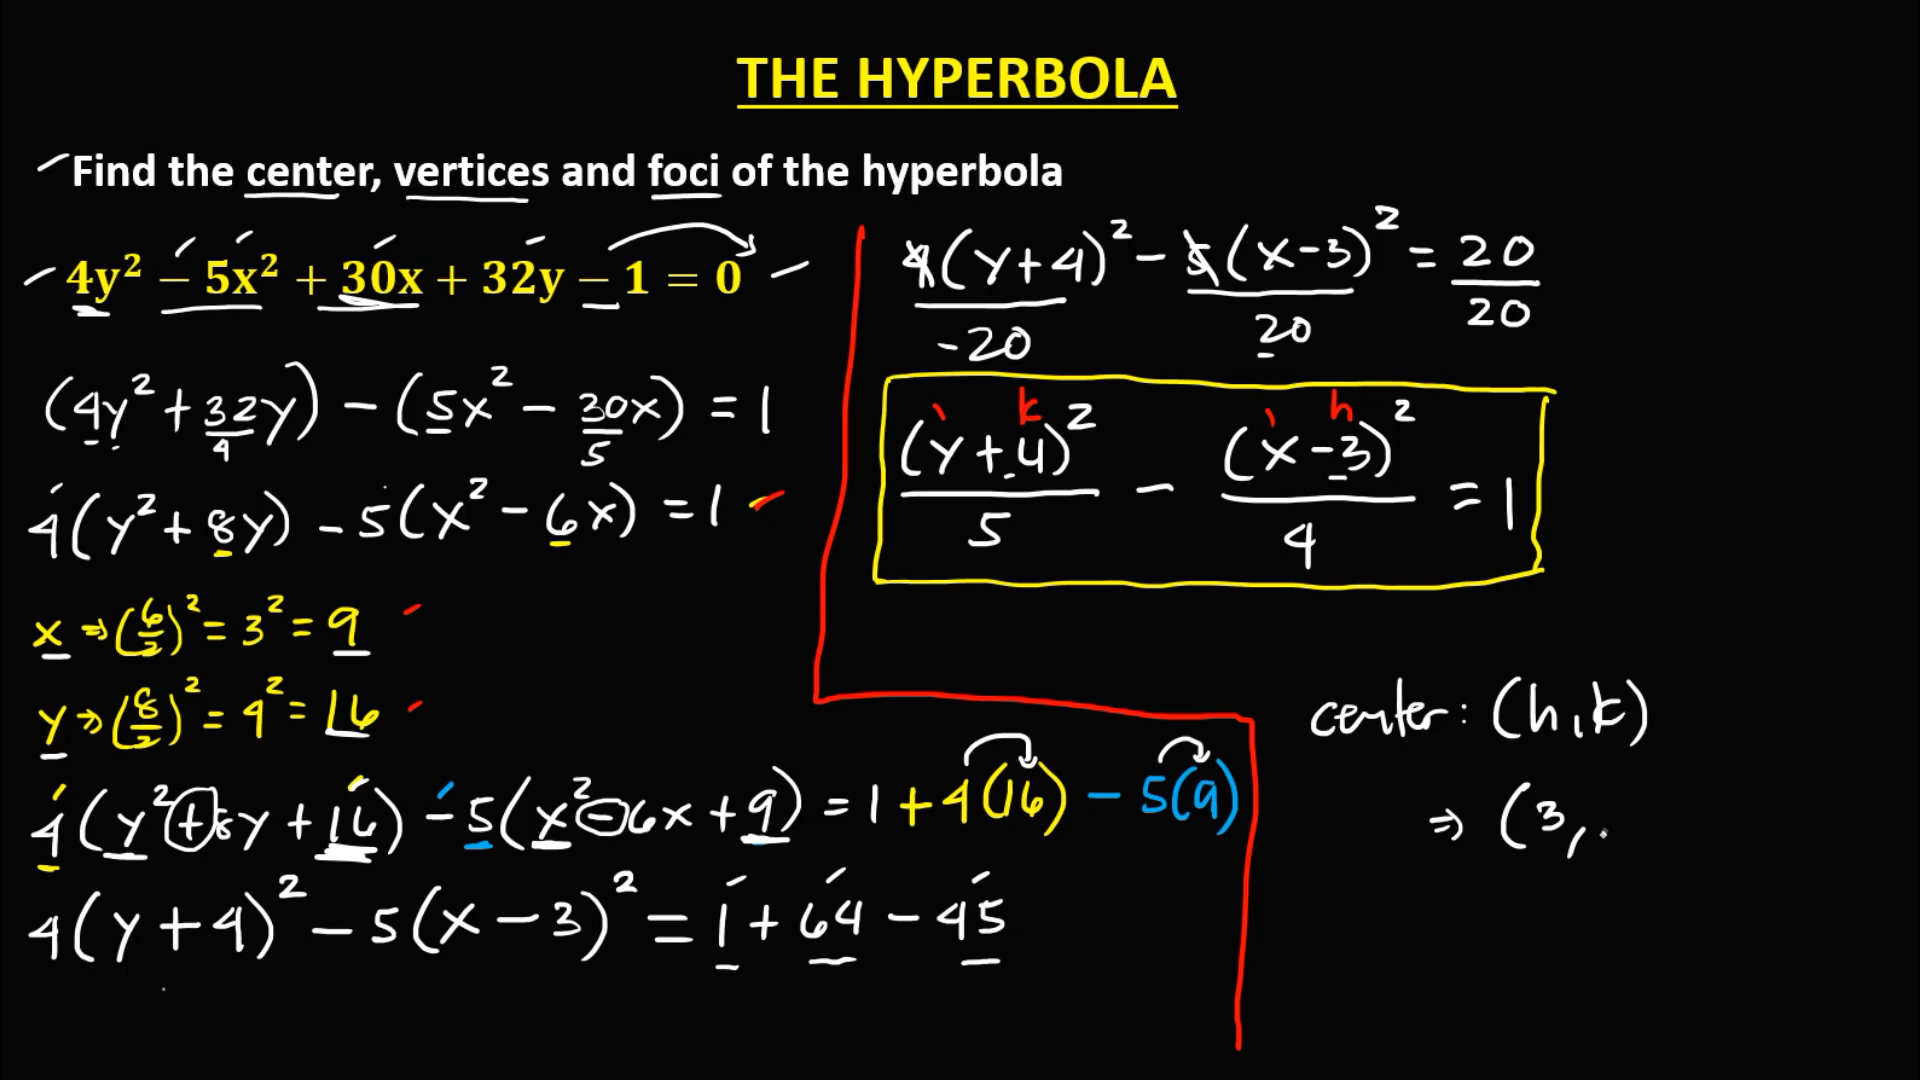 THE HYPERBOLA
Find the center, vertices and foci of the hyperbola
4y² − 5x² + 30x + 32y − 1 = 0
(4y² + 32y) − (5x² − 30x) = 1
4 5
4(y² + 8y) − 5(x² − 6x) = 1
x ⇒ (6/2)² = 3² = 9
y ⇒ (8/2)² = 4² = 16
4(y² + 8y + 16) − 5(x² − 6x + 9) = 1 + 4(16) − 5(9)
4(y + 4)² − 5(x − 3)² = 1 + 64 − 45
4(y+4)² − 5(x−3)² = 20
-20 20 20
k h
(y+4)² − (x−3)² = 1
5 4
center: (h,k)
⇒ (3,